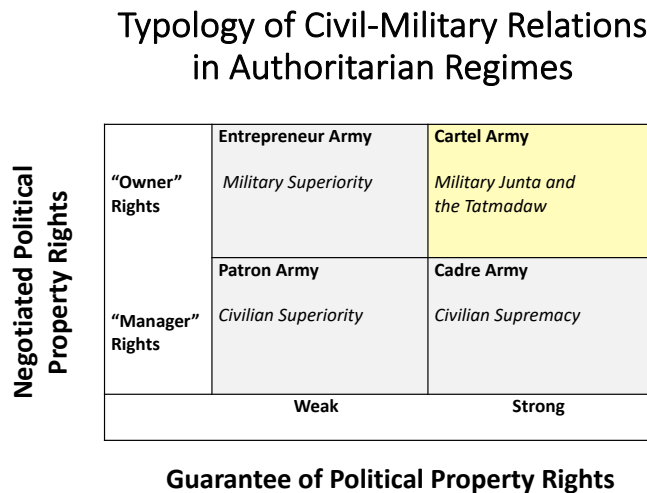 Typology of Civil-Military Relations
in Authoritarian Regimes
Negotiated Political
Property Rights
"Owner"
Rights
Entrepreneur Army
Military Superiority
Cartel Army
Military Junta and
the Tatmadaw
"Manager"
Rights
Patron Army
Civilian Superiority
Cadre Army
Civilian Supremacy
Weak
Strong
Guarantee of Political Property Rights